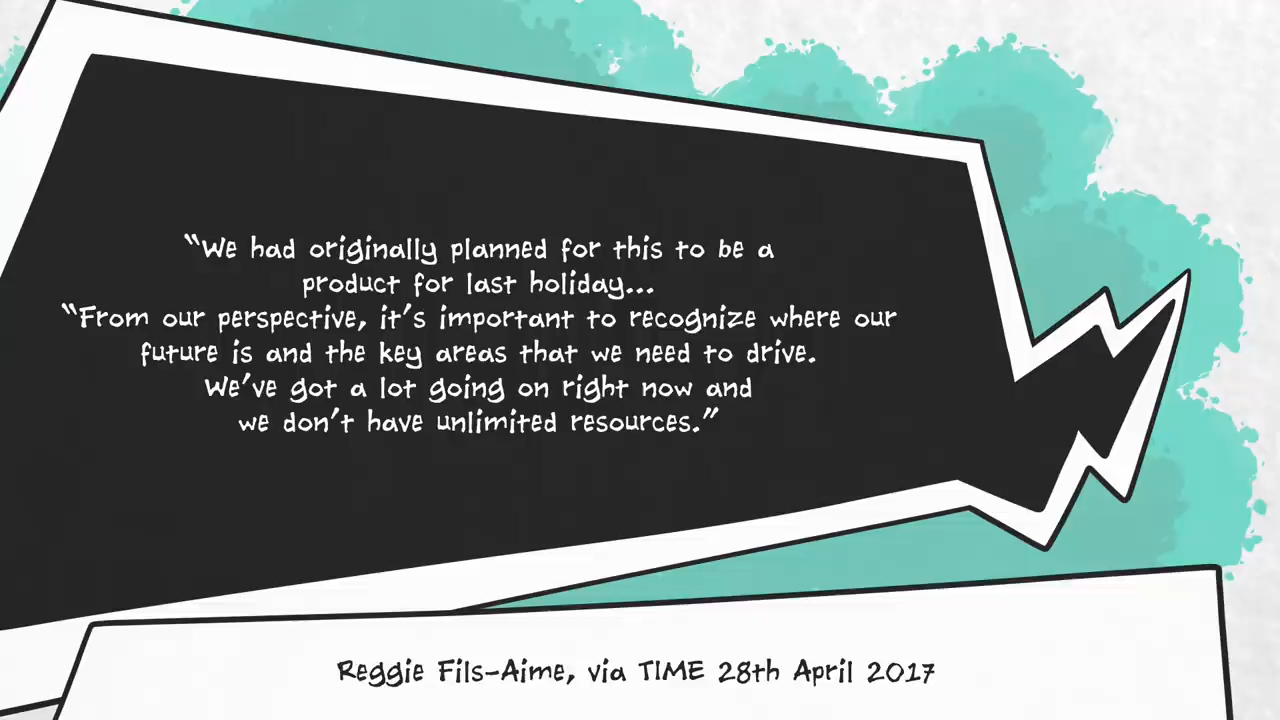 “We had originally planned for this to be a
product for last holiday...
“From our perspective, it’s important to recognize where our
future is and the key areas that we need to drive.
We’ve got a lot going on right now and
we don’t have unlimited resources.”
Reggie Fils-Aime, via TIME 28th April 2017